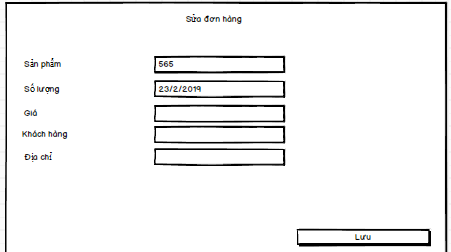 Sửa đơn hàng
Sản phẩm 565
Số lượng 23/2/2019
Giá
Khách hàng
Địa chỉ
Lưu